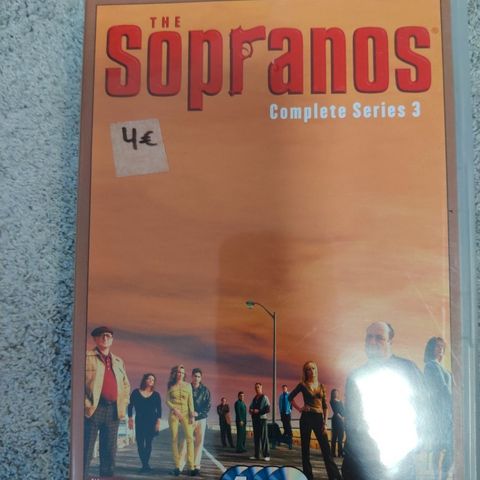 THE
Sopranos
Complete Series 3
4€